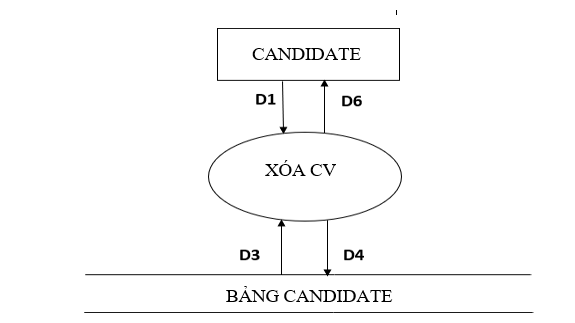 CANDIDATE
D1
D6
XÓA CV
D3
D4
BẢNG CANDIDATE